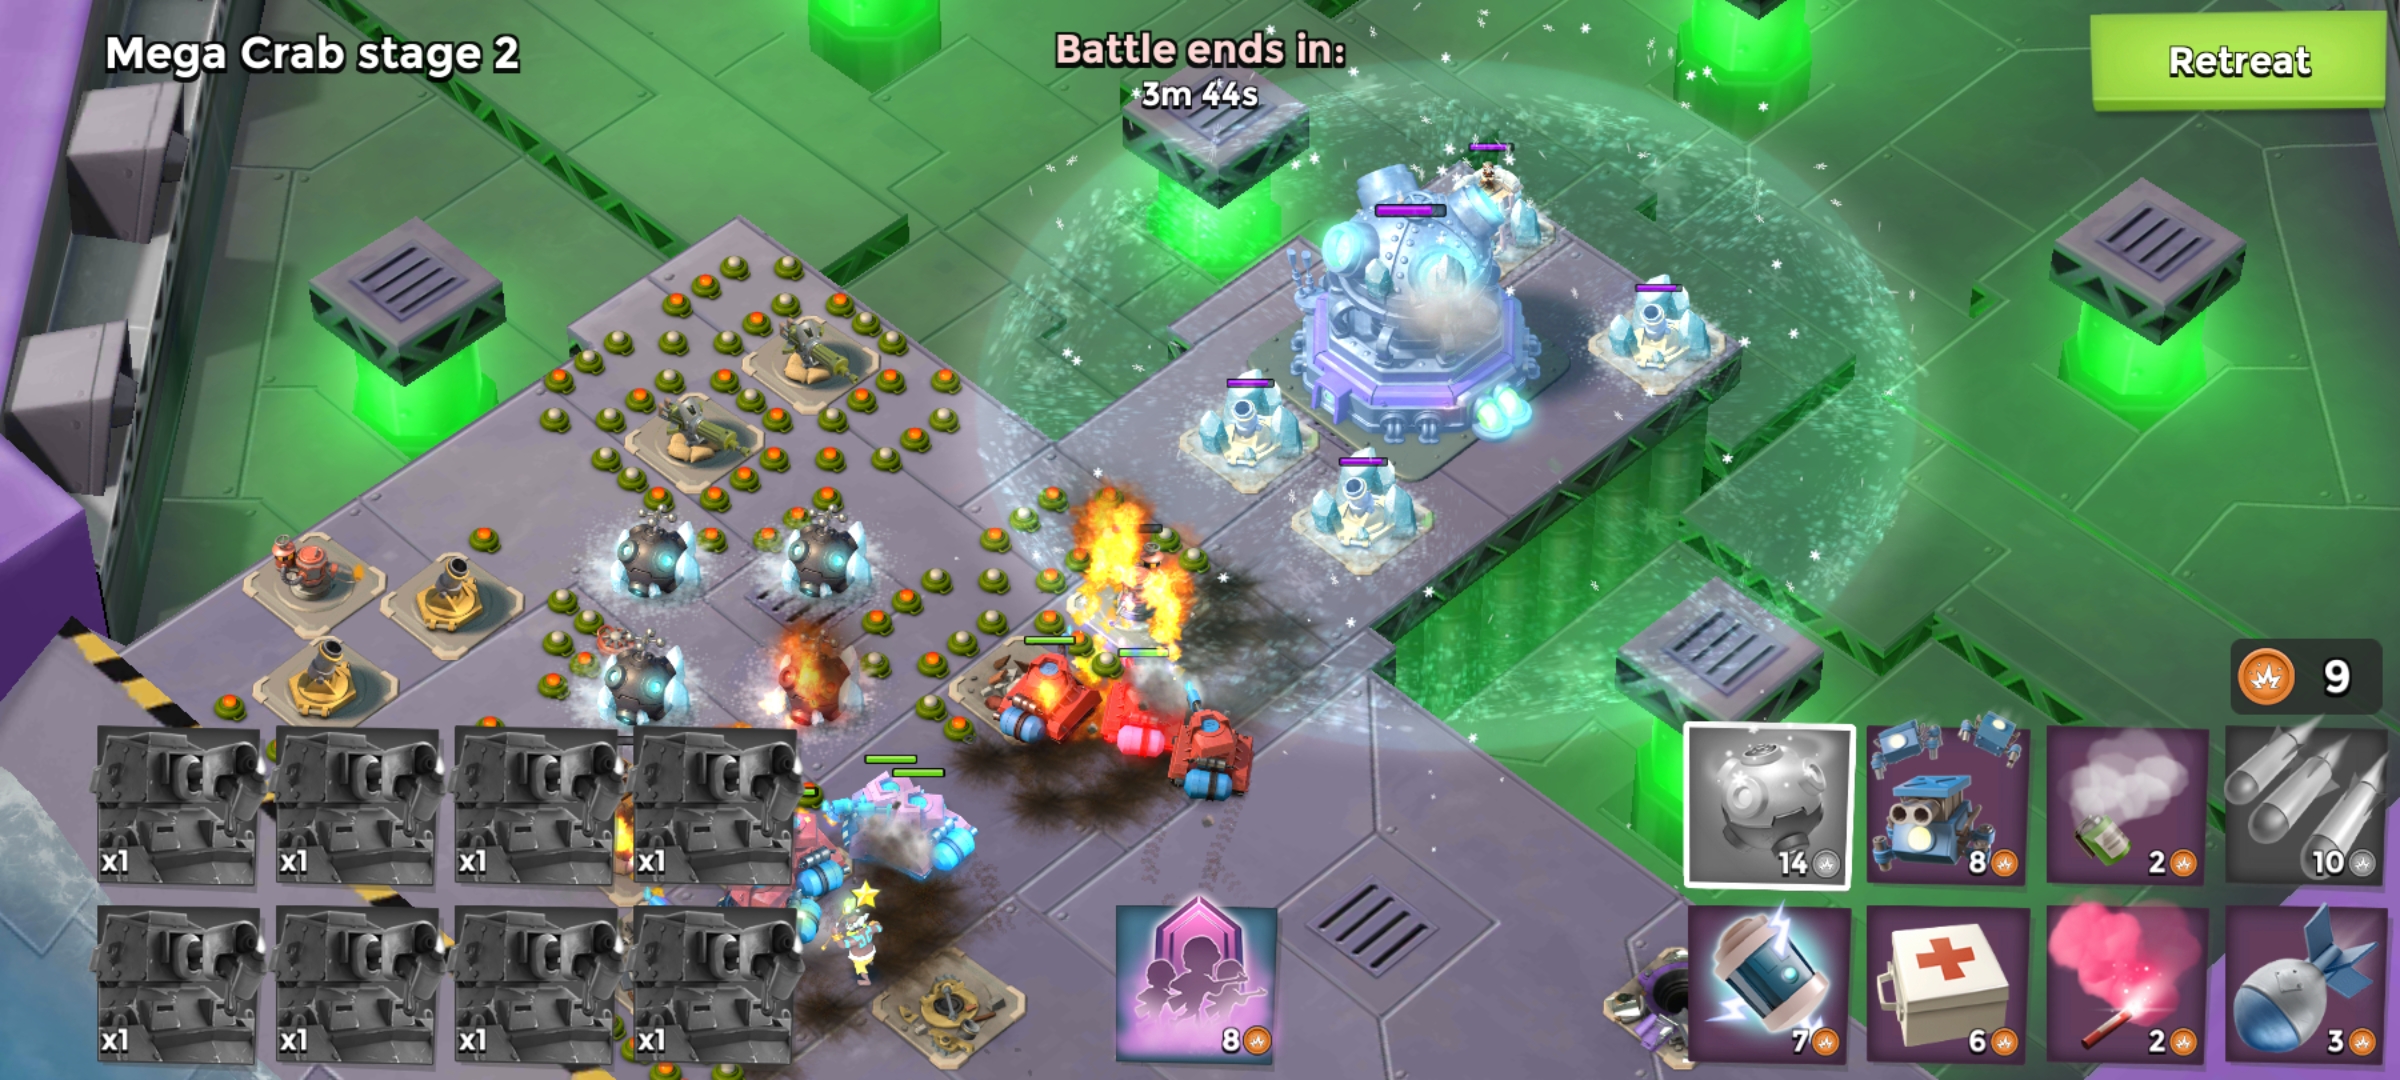 Mega Crab stage 2
Battle ends in:
3m 44s
Retreat
9
x1
x1
x1
x1
14
8
2
10
x1
x1
x1
x1
8
7
6
2
3